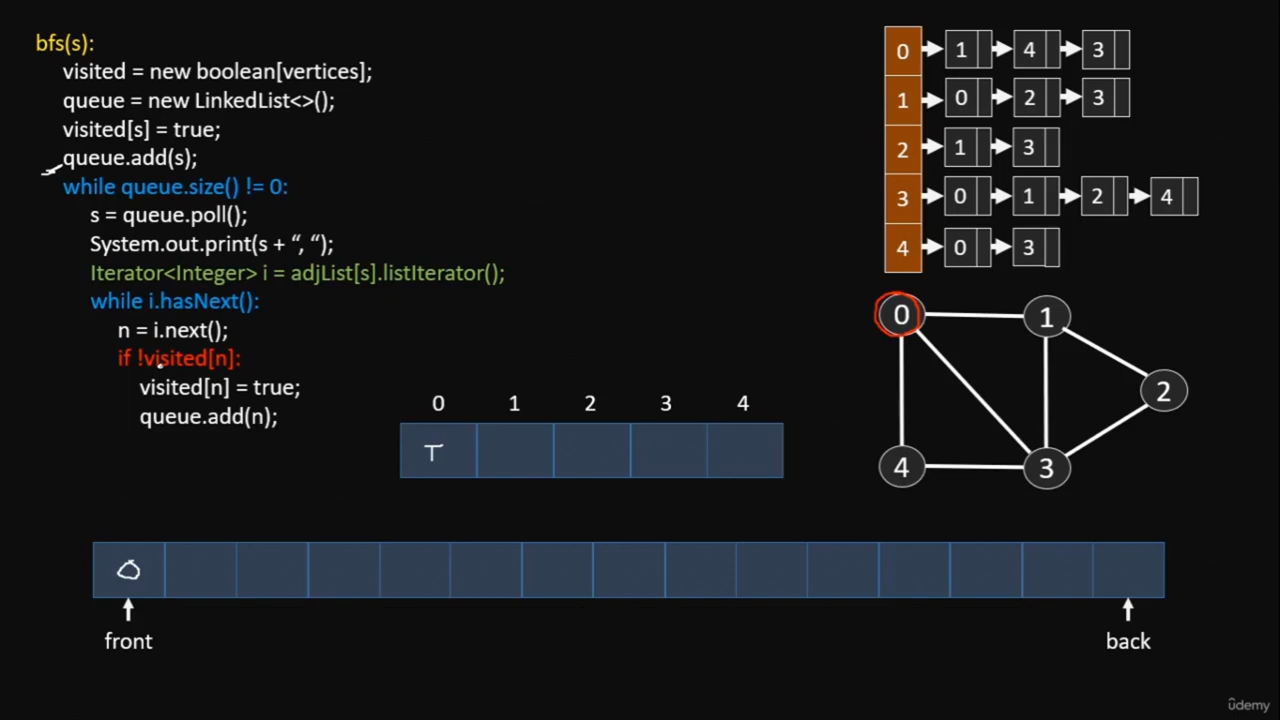 bfs(s):
visited = new boolean[vertices];
queue = new LinkedList<>();
visited[s] = true;
queue.add(s);
while queue.size() != 0:
s = queue.poll();
System.out.print(s + “, “);
Iterator<Integer> i = adjList[s].listIterator();
while i.hasNext():
n = i.next();
if !visited[n]:
visited[n] = true;
queue.add(n);
0 1 4 3
1 0 2 3
2 1 3
3 0 1 2 4
4 0 3
0 1
2
4 3
0 1 2 3 4
T
0
front back
ûdemy